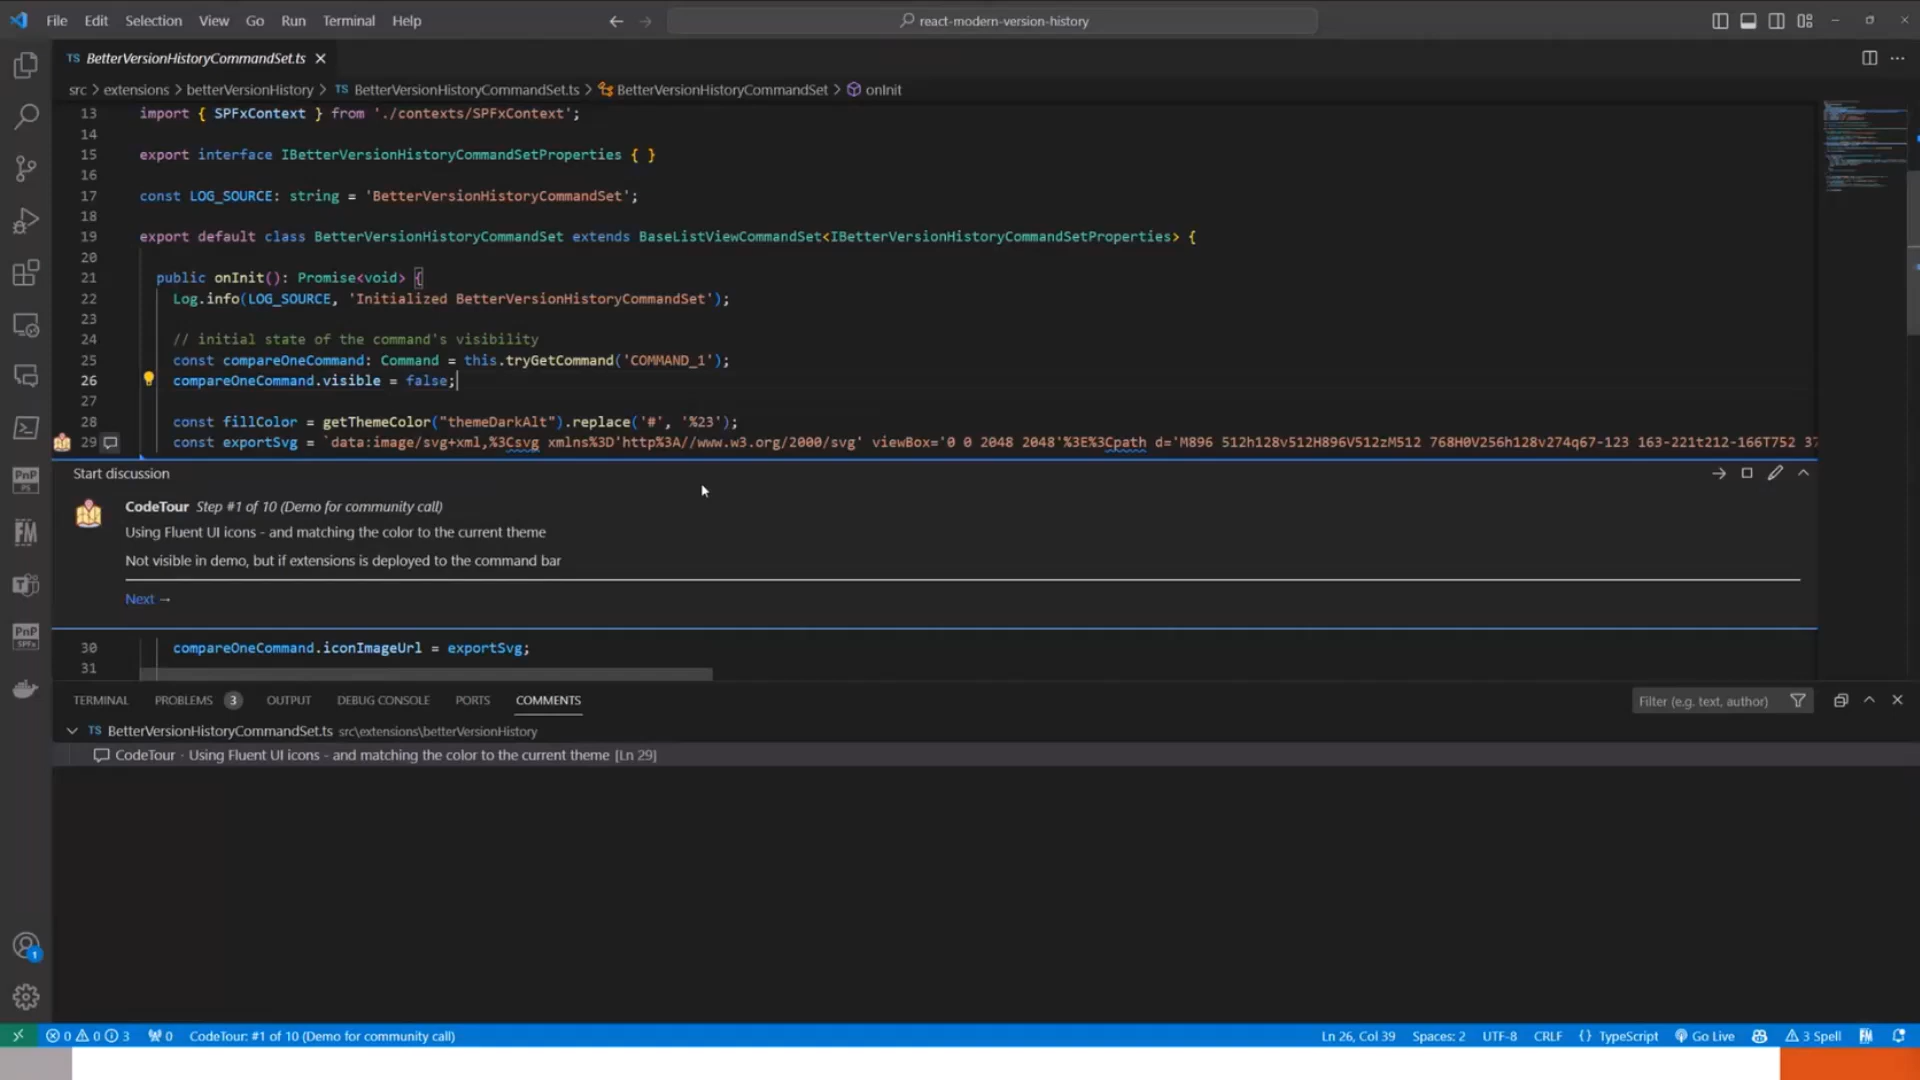 File Edit Selection View Go Run Terminal Help
react-modern-version-history
TS BetterVersionHistoryCommandSet.ts
src > extensions > betterVersionHistory > TS BetterVersionHistoryCommandSet.ts > BetterVersionHistoryCommandSet > onInit
13 import { SPFxContext } from './contexts/SPFxContext';
14
15 export interface IBetterVersionHistoryCommandSetProperties { }
16
17 const LOG_SOURCE: string = 'BetterVersionHistoryCommandSet';
18
19 export default class BetterVersionHistoryCommandSet extends BaseListViewCommandSet<IBetterVersionHistoryCommandSetProperties> {
20
21 public onInit(): Promise<void> {
22 Log.info(LOG_SOURCE, 'Initialized BetterVersionHistoryCommandSet');
23
24 // initial state of the command's visibility
25 const compareOneCommand: Command = this.tryGetCommand('COMMAND_1');
26 compareOneCommand.visible = false;
27
28 const fillColor = getThemeColor("themeDarkAlt").replace('#', '%23');
29 const exportSvg = `data:image/svg+xml,%3Csvg xmlns%3D'http%3A//www.w3.org/2000/svg' viewBox='0 0 2048 2048'%3E%3Cpath d='M896 512h128v512H896V512zM512 768H0V256h128v274q67-123 163-221t212-166T752 37
Start discussion
CodeTour Step #1 of 10 (Demo for community call)
Using Fluent UI icons - and matching the color to the current theme
Not visible in demo, but if extensions is deployed to the command bar
Next →
30 compareOneCommand.iconImageUrl = exportSvg;
31
TERMINAL PROBLEMS 3 OUTPUT DEBUG CONSOLE PORTS COMMENTS
Filter (e.g. text, author)
TS BetterVersionHistoryCommandSet.ts src\extensions\betterVersionHistory
CodeTour · Using Fluent UI icons - and matching the color to the current theme [Ln 29]
PnP PS
FM
PnP SPFx
1
0 0 3 0 CodeTour: #1 of 10 (Demo for community call)
Ln 26, Col 39 Spaces: 2 UTF-8 CRLF {} TypeScript Go Live 3 Spell FM